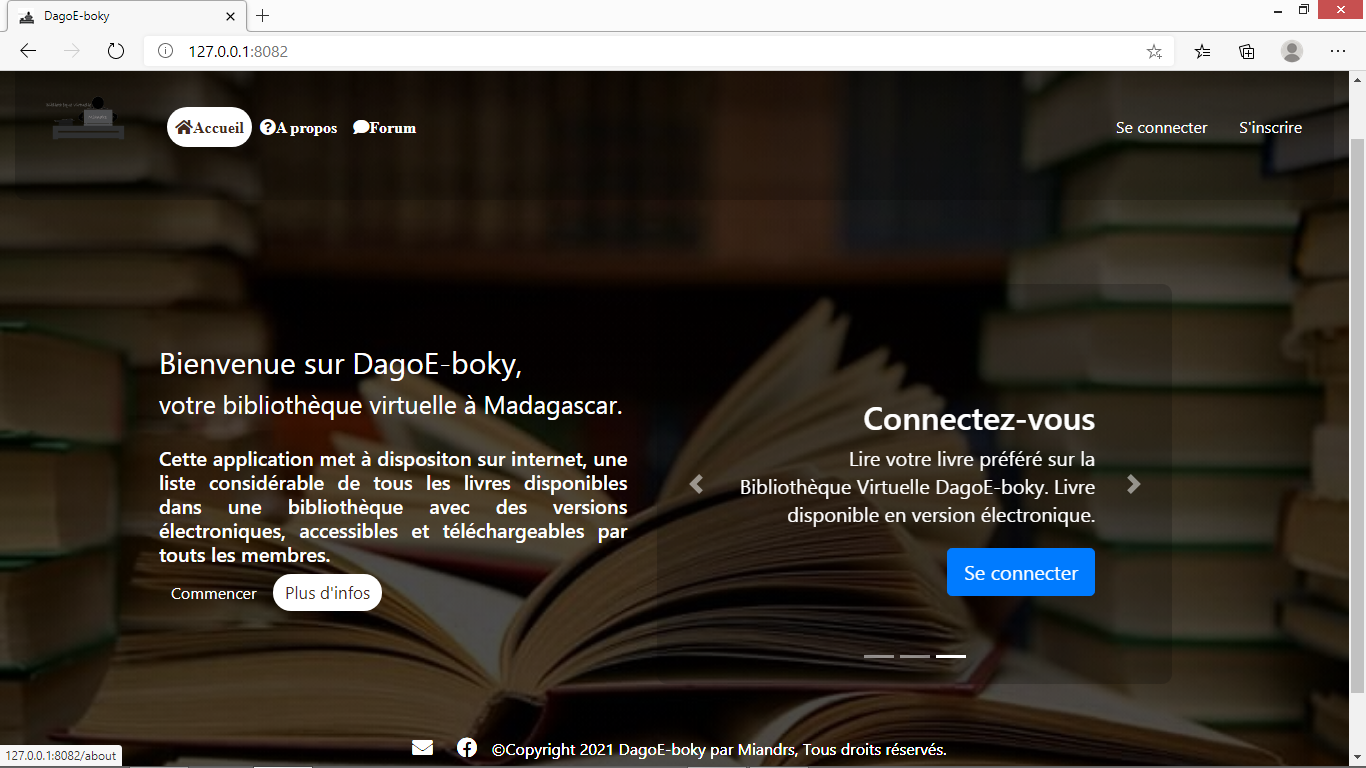 DagoE-boky
127.0.0.1:8082
Accueil
A propos
Forum
Se connecter
S'inscrire
Bienvenue sur DagoE-boky,
votre bibliothèque virtuelle à Madagascar.
Cette application met à dispositon sur internet, une
liste considérable de tous les livres disponibles
dans une bibliothèque avec des versions
électroniques, accessibles et téléchargeables par
touts les membres.
Commencer
Plus d'infos
Connectez-vous
Lire votre livre préféré sur la
Bibliothèque Virtuelle DagoE-boky. Livre
disponible en version électronique.
Se connecter
©Copyright 2021 DagoE-boky par Miandrs, Tous droits réservés.
127.0.0.1:8082/about